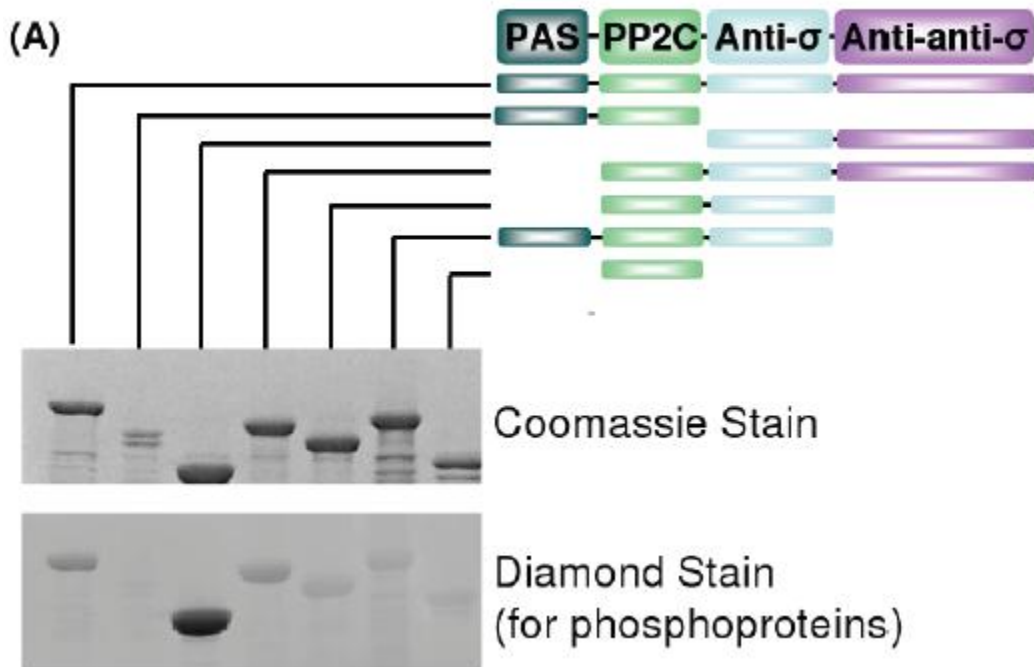 (A)
PAS PP2C Anti-σ Anti-anti-σ
Coomassie Stain
Diamond Stain
(for phosphoproteins)